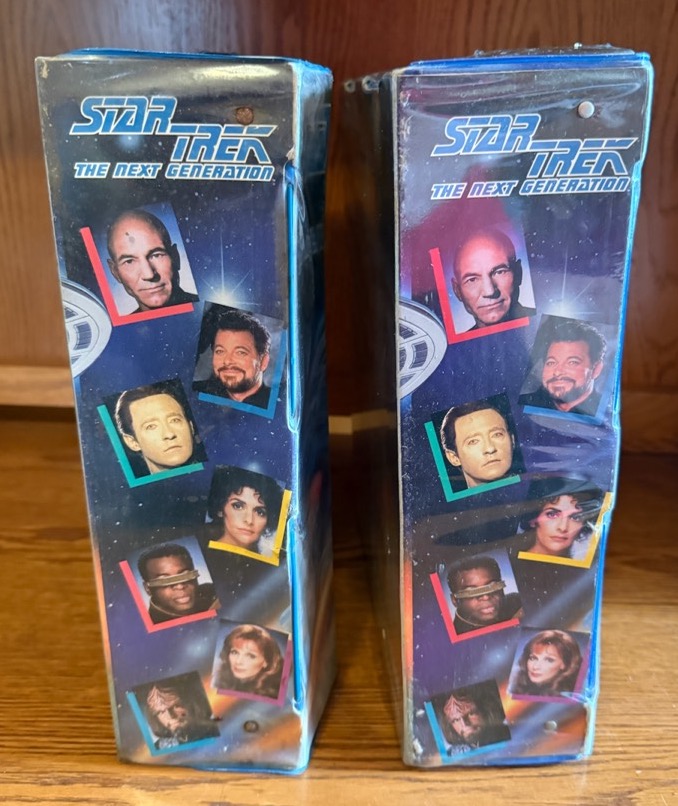 STAR
TREK
THE NEXT GENERATION
STAR
TREK
THE NEXT GENERATION